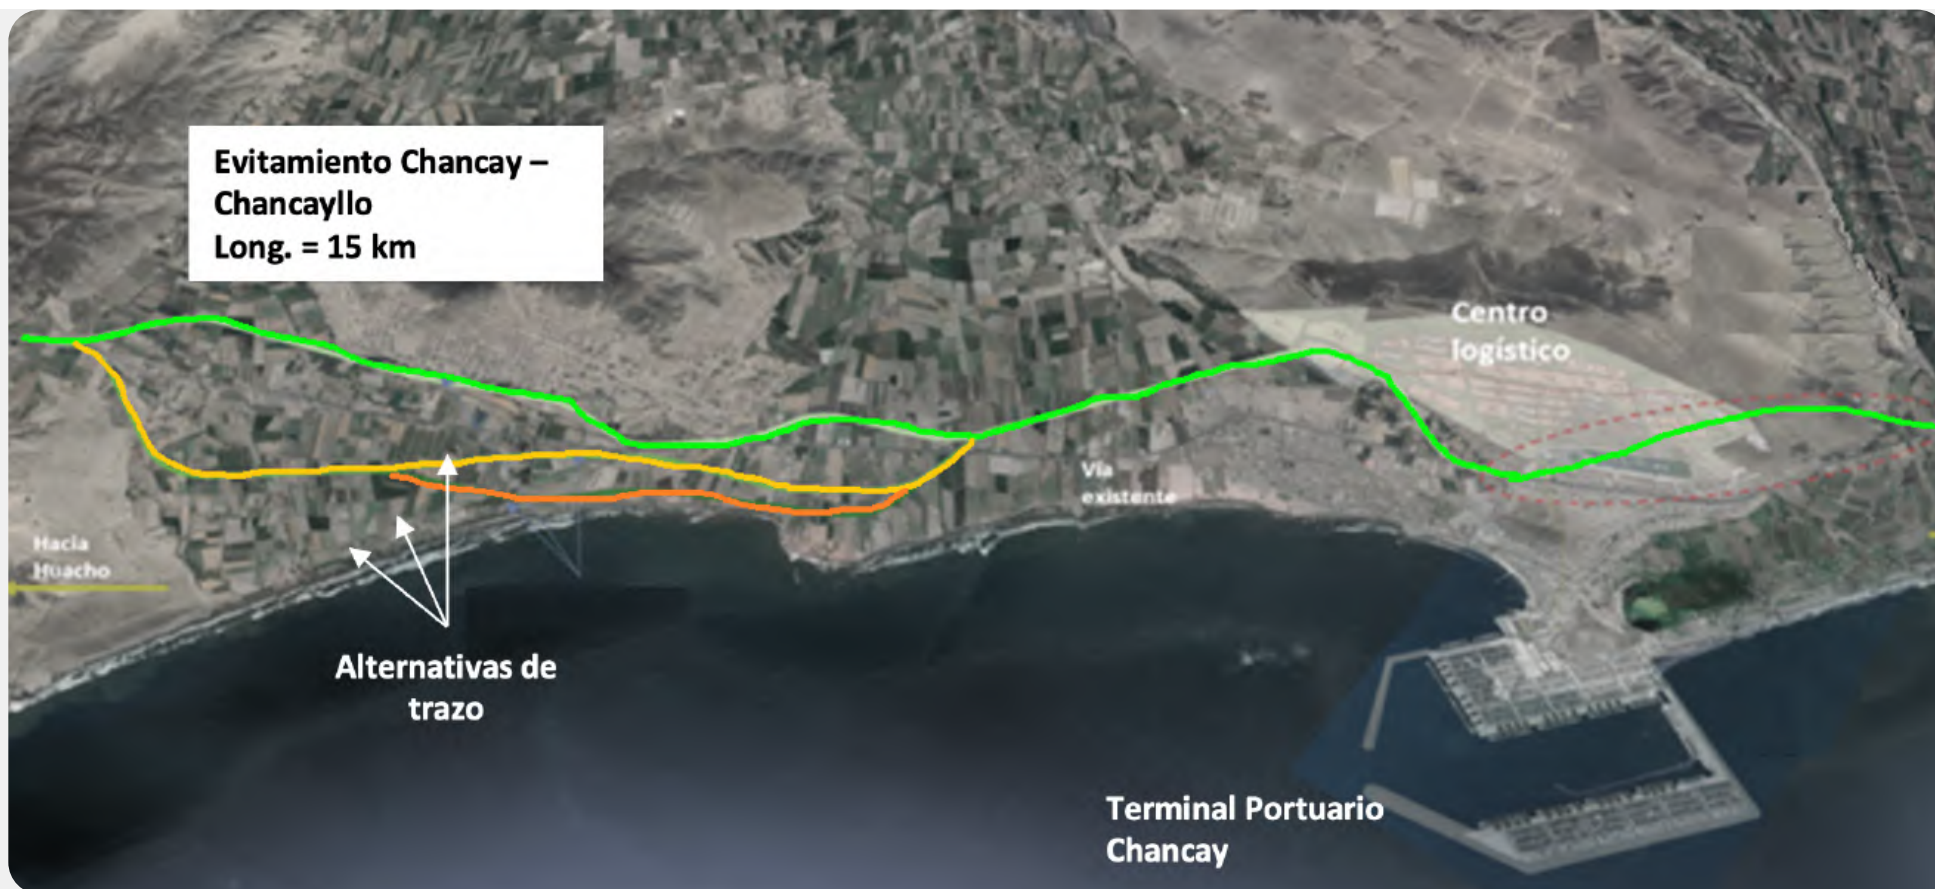 Evitamiento Chancay –
Chancayllo
Long. = 15 km
Centro
logístico
Vía
existente
Hacia
Huacho
Alternativas de
trazo
Terminal Portuario
Chancay